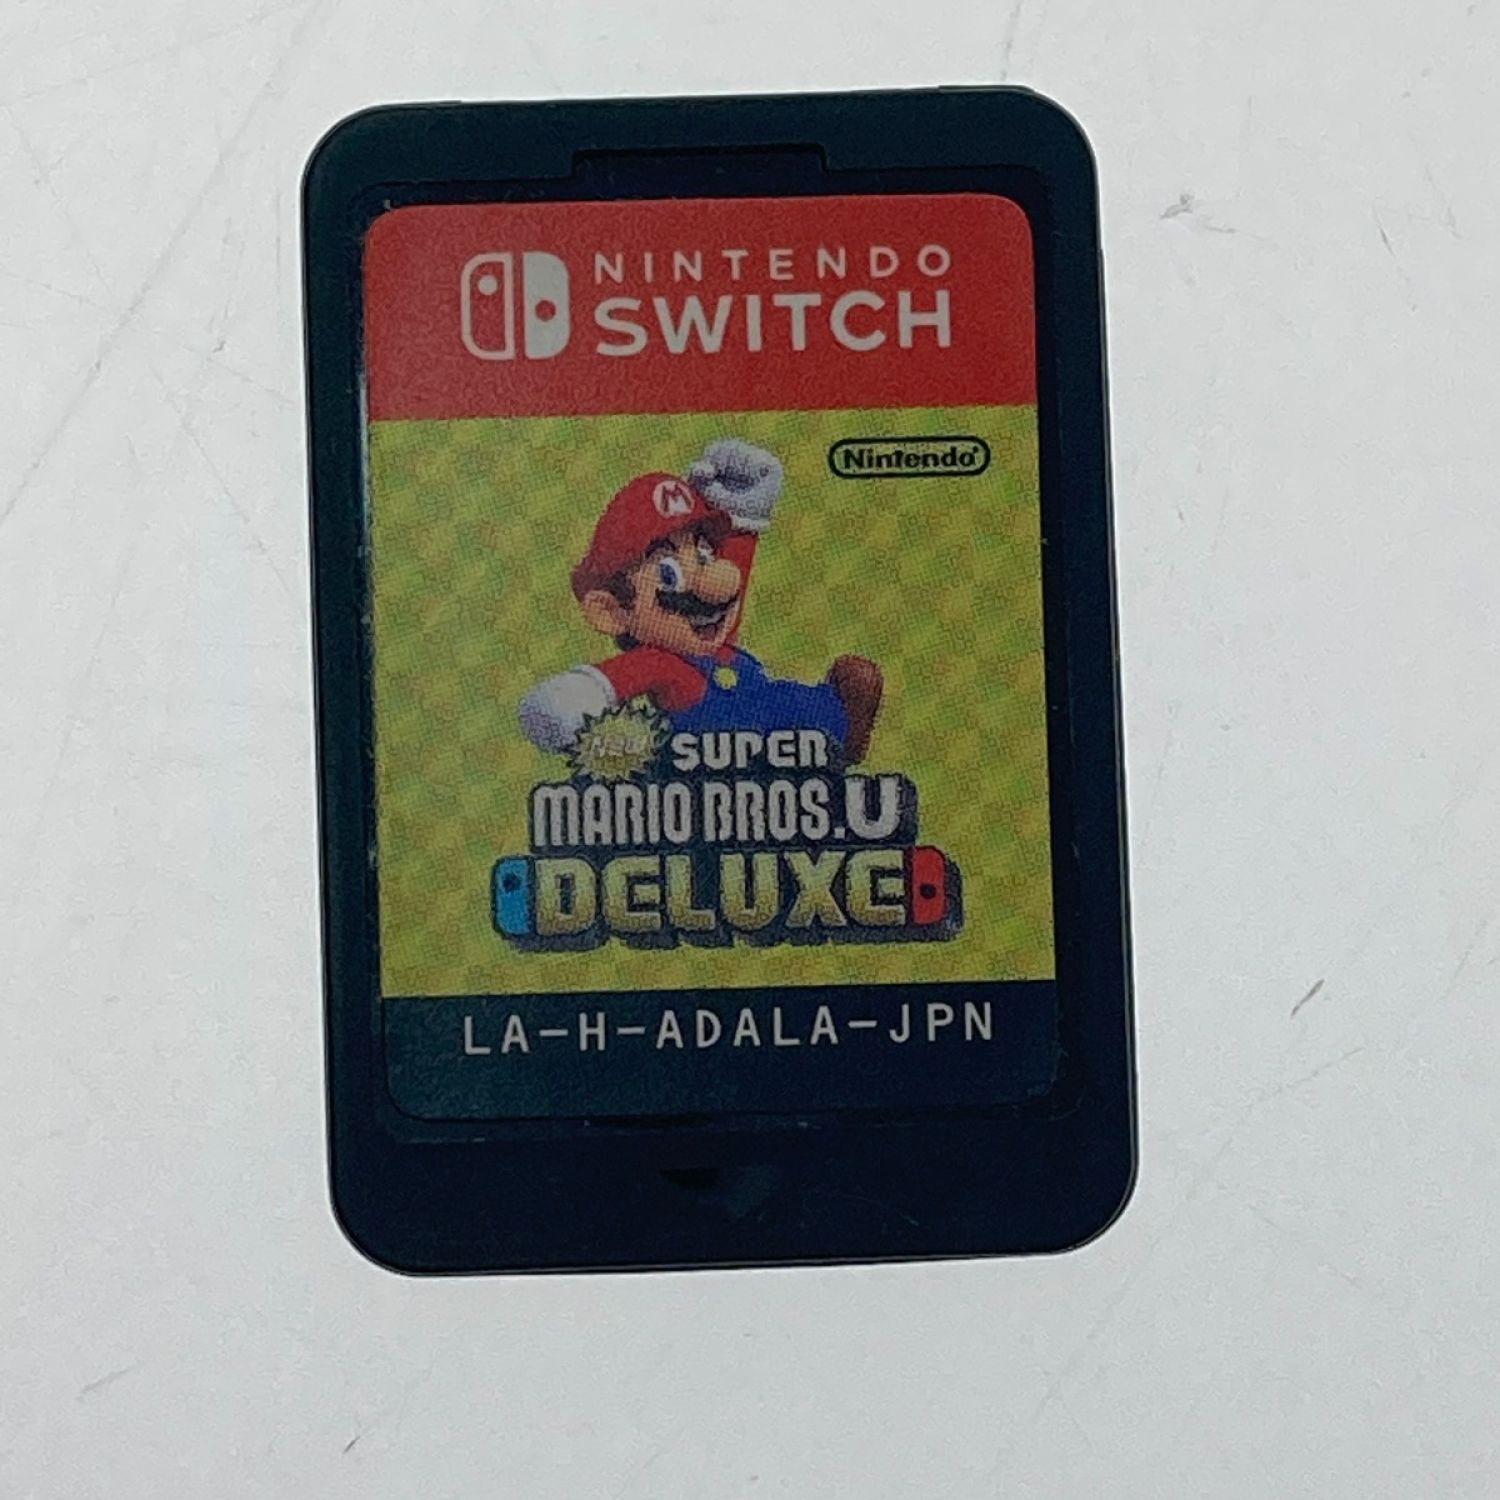 NINTENDO
SWITCH
Nintendo
M
NEW SUPER
MARIO BROS. U
DELUXE
LA-H-ADALA-JPN